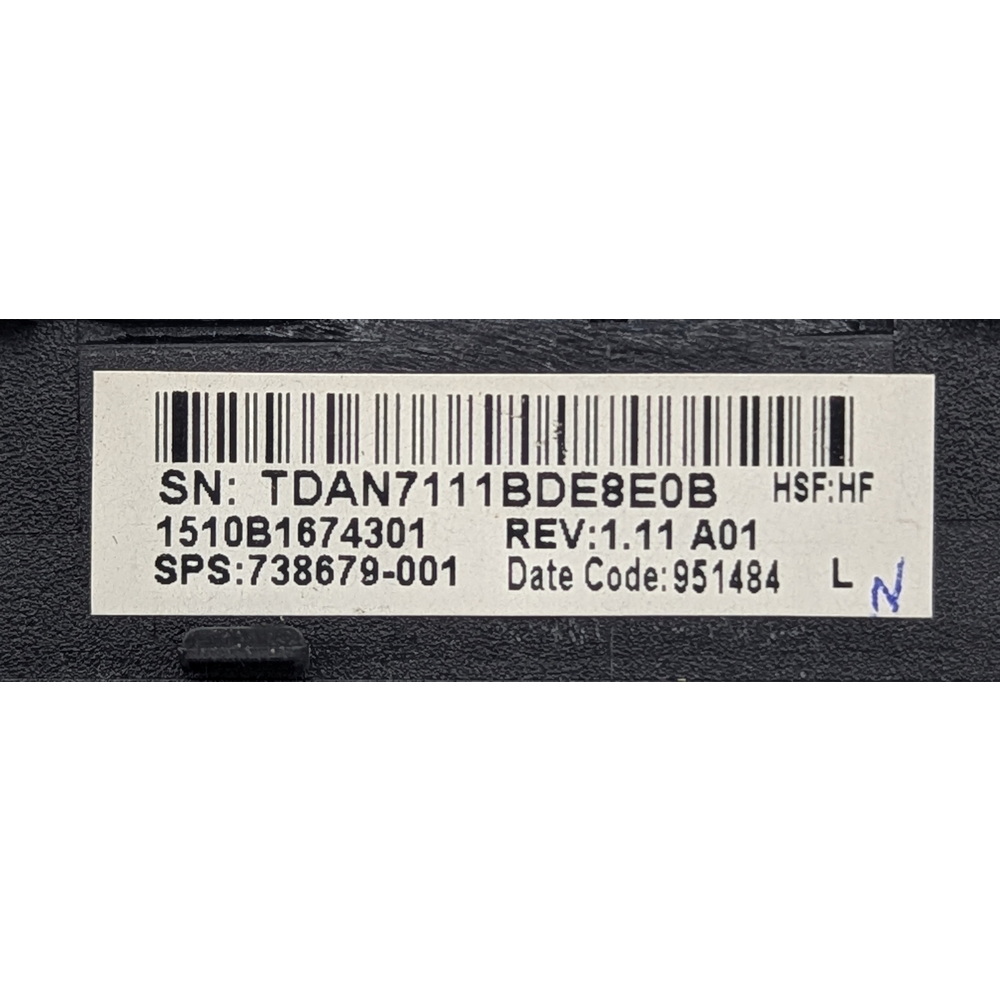 SN: TDAN7111BDE8E0B HSF:HF
1510B1674301 REV:1.11 A01
SPS:738679-001 Date Code:951484 L N